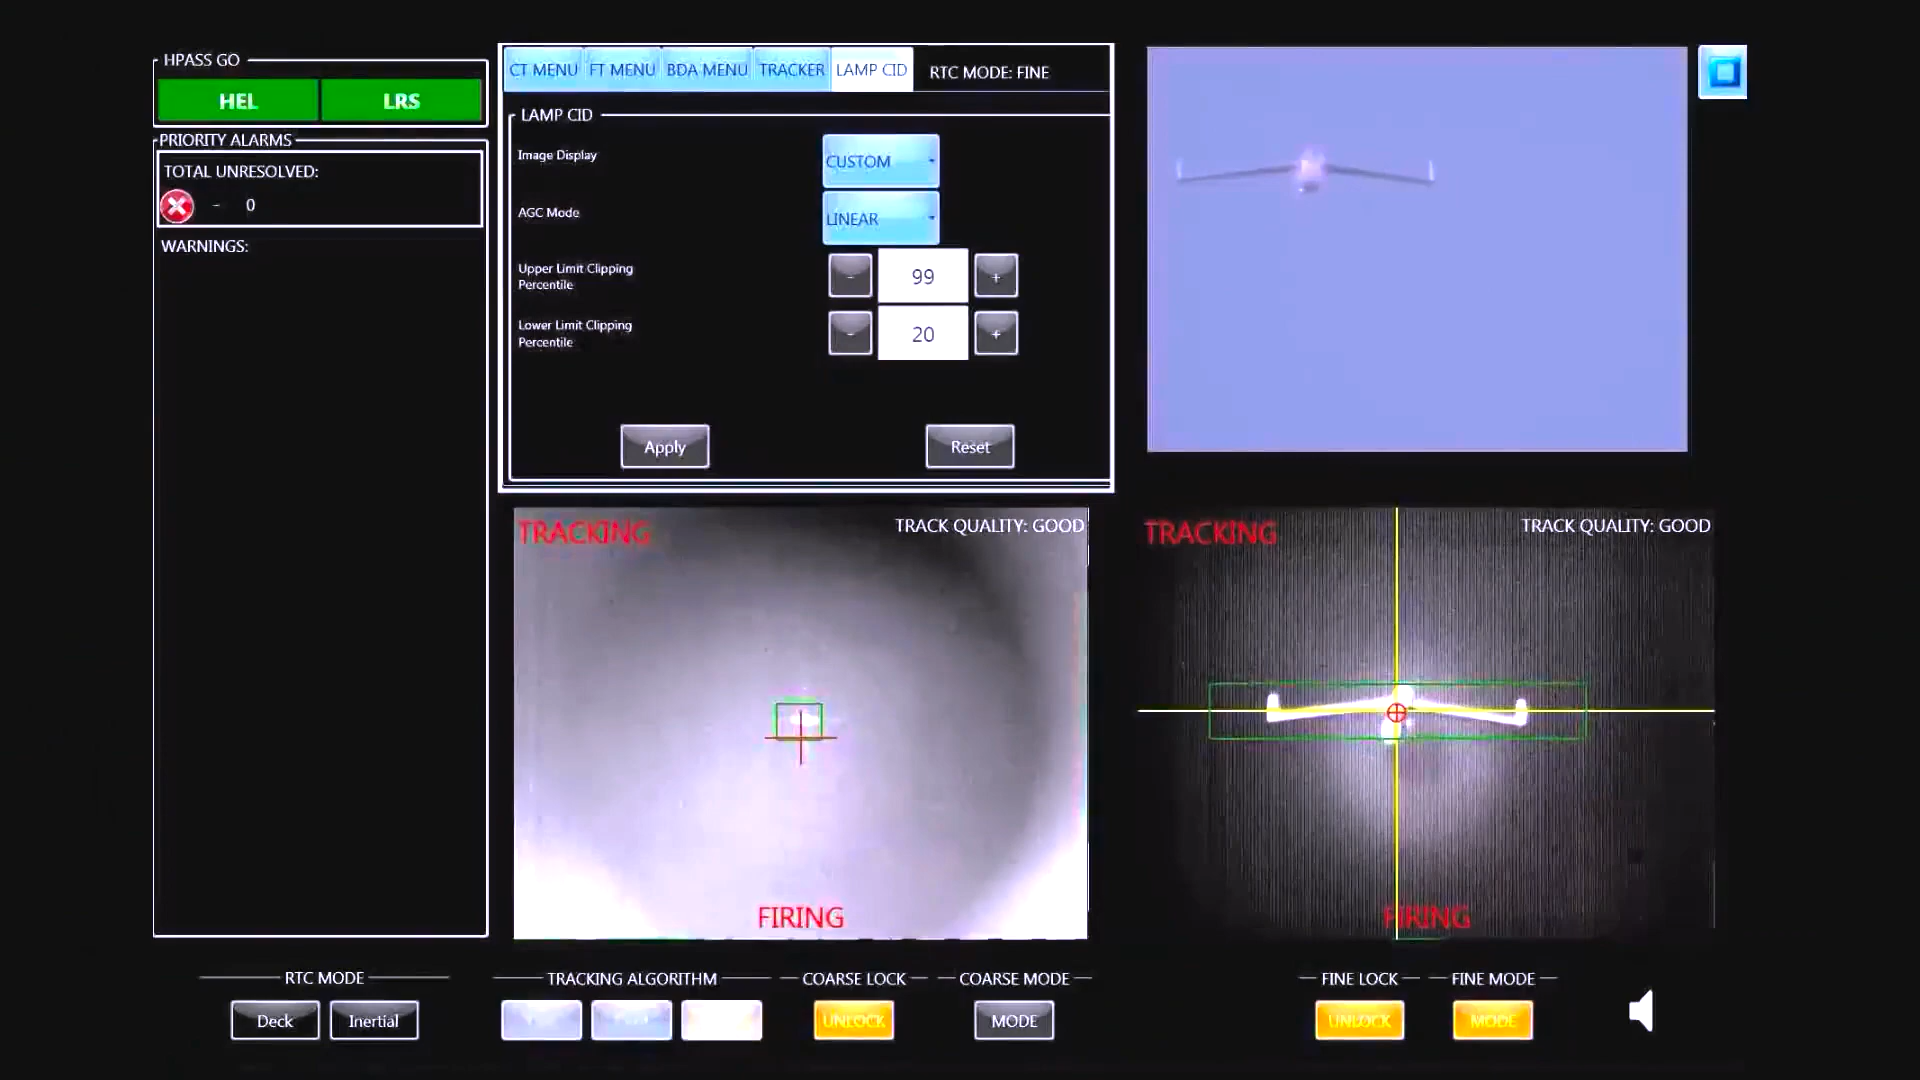 HPASS GO
HEL
LRS
PRIORITY ALARMS
TOTAL UNRESOLVED:
- 0
WARNINGS:
CT MENU
FT MENU
BDA MENU
TRACKER
LAMP CID
RTC MODE: FINE
LAMP CID
Image Display
CUSTOM
AGC Mode
LINEAR
Upper Limit Clipping
Percentile
- 99 +
Lower Limit Clipping
Percentile
- 20 +
Apply
Reset
TRACKING
TRACK QUALITY: GOOD
FIRING
TRACKING
TRACK QUALITY: GOOD
FIRING
RTC MODE
Deck
Inertial
TRACKING ALGORITHM
COARSE LOCK
UNLOCK
COARSE MODE
MODE
FINE LOCK
UNLOCK
FINE MODE
MODE